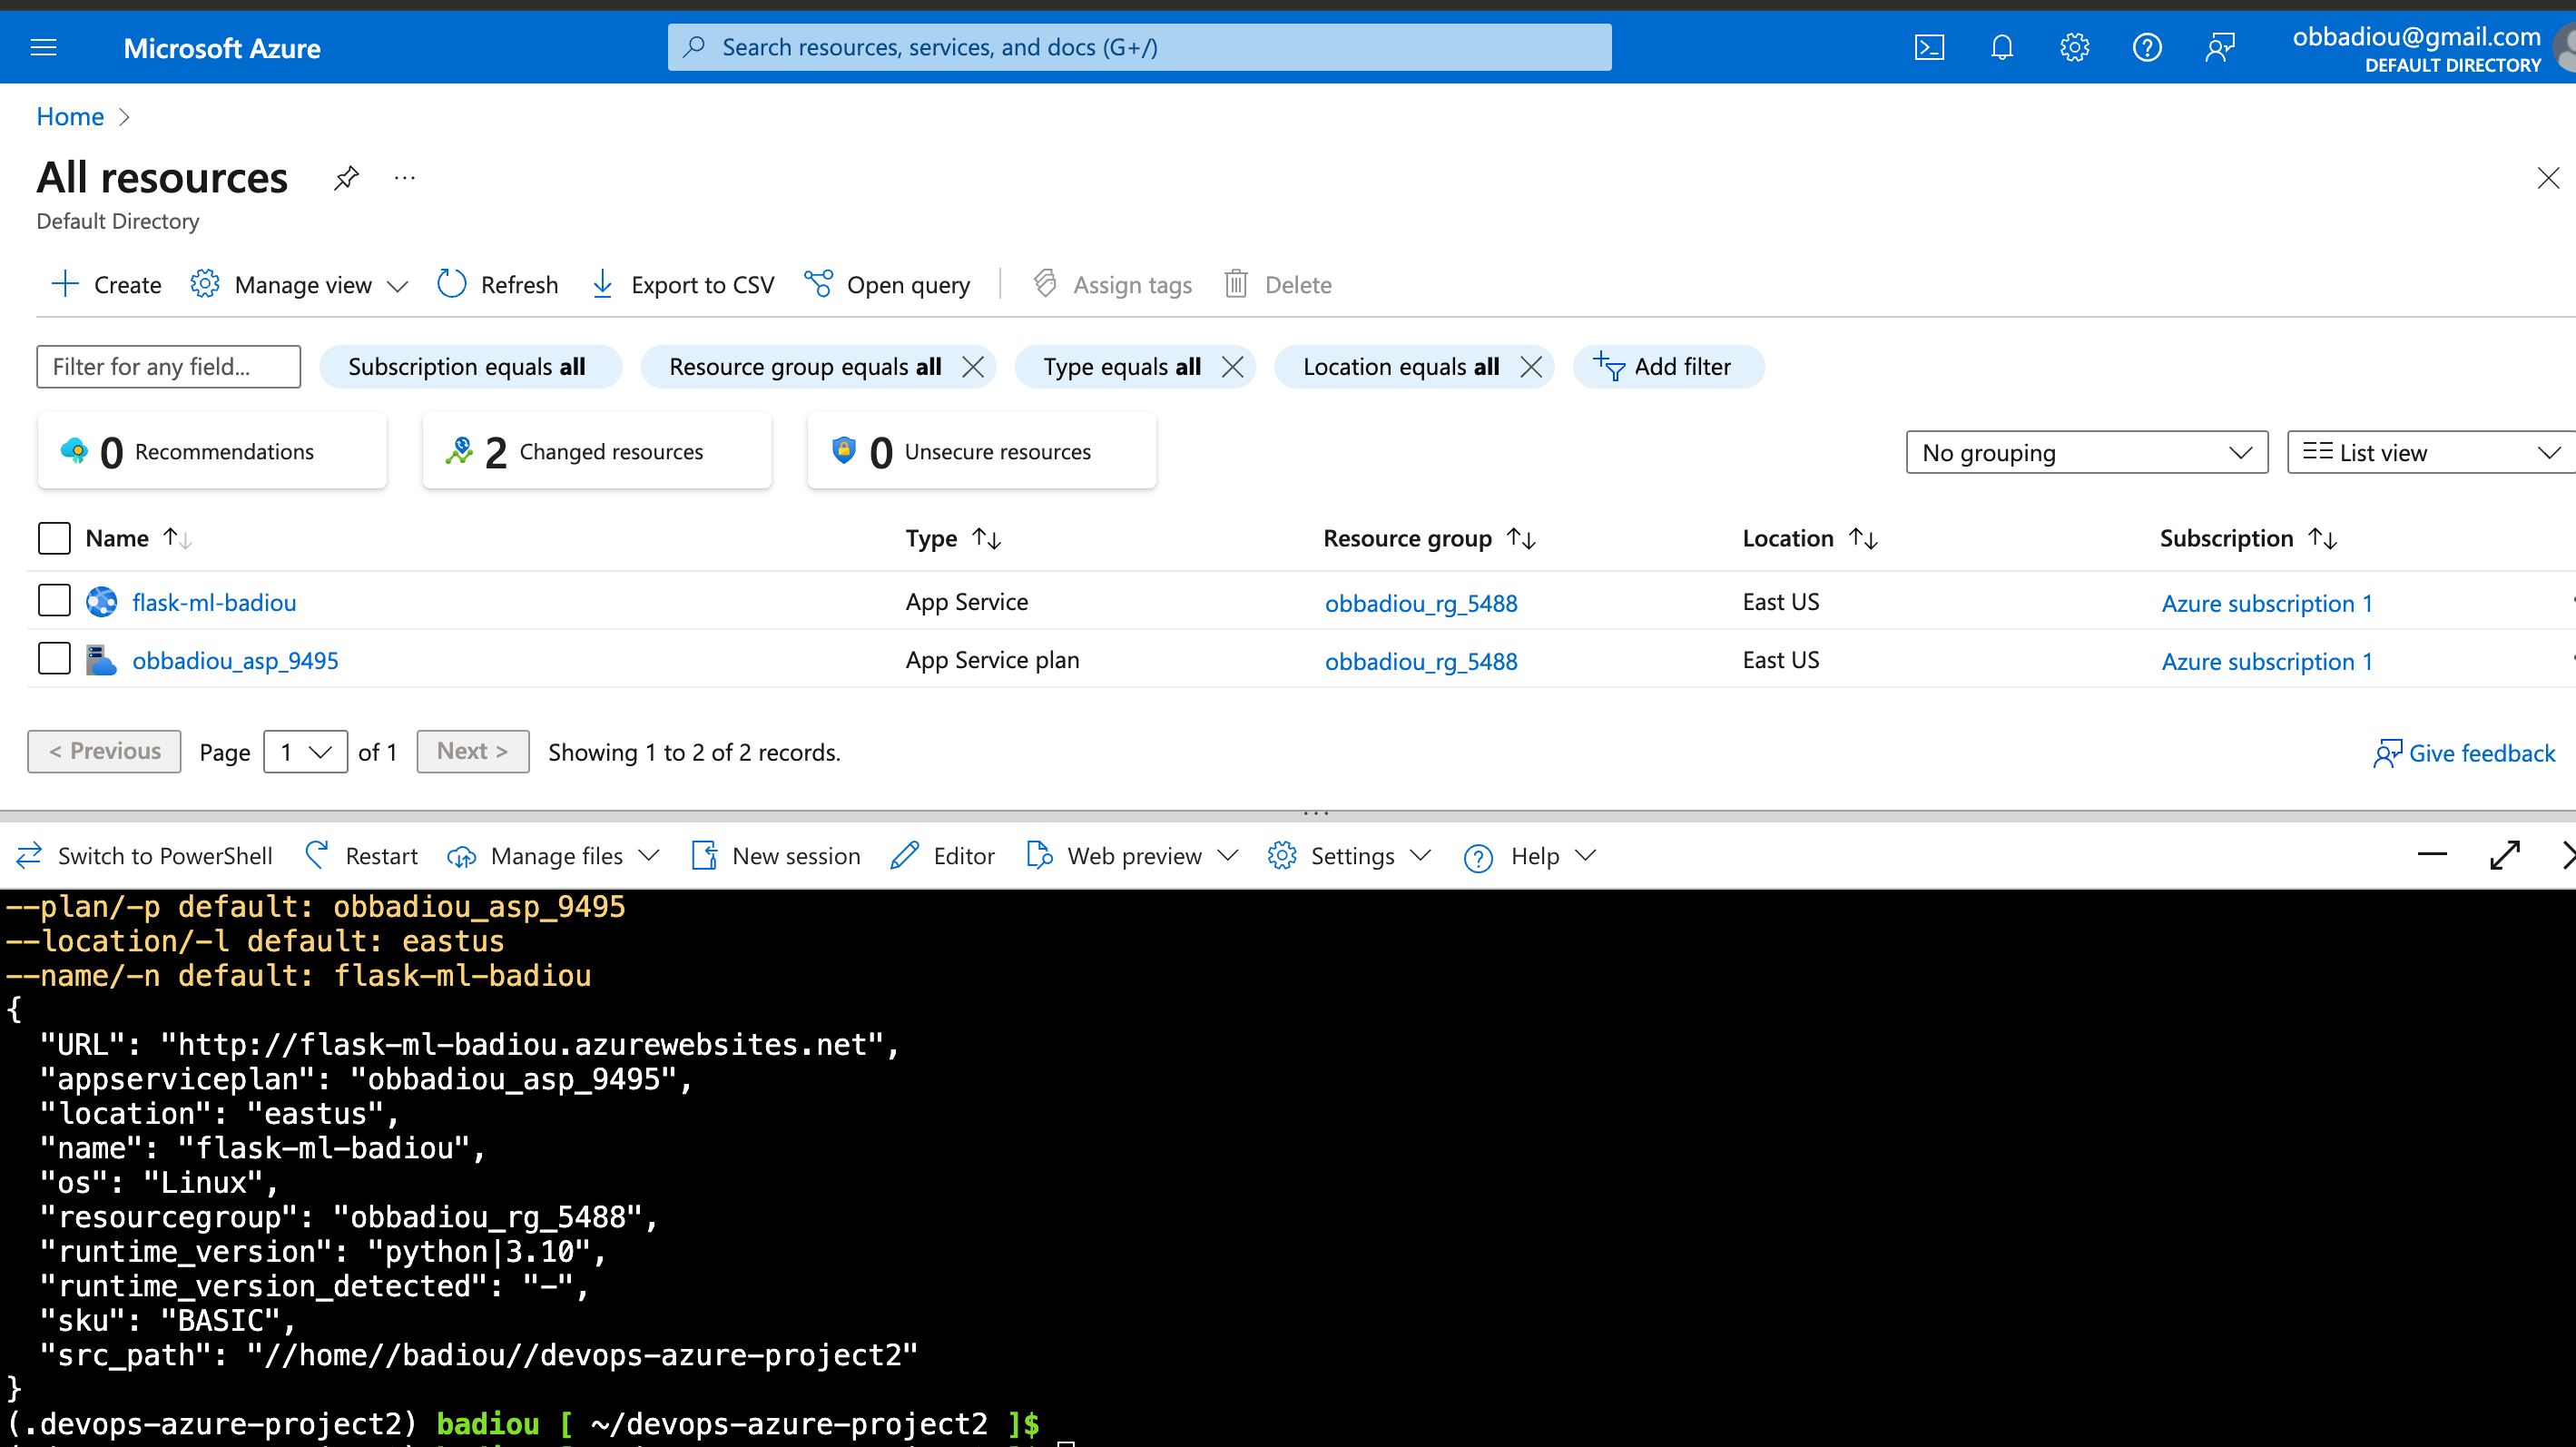 Microsoft Azure
Search resources, services, and docs (G+/)
obbadiou@gmail.com
DEFAULT DIRECTORY
Home
All resources
Default Directory
Create
Manage view
Refresh
Export to CSV
Open query
Assign tags
Delete
Filter for any field...
Subscription equals all
Resource group equals all
Type equals all
Location equals all
Add filter
0 Recommendations
2 Changed resources
0 Unsecure resources
No grouping
List view
Name Type Resource group Location Subscription
flask-ml-badiou App Service obbadiou_rg_5488 East US Azure subscription 1
obbadiou_asp_9495 App Service plan obbadiou_rg_5488 East US Azure subscription 1
< Previous Page 1 of 1 Next > Showing 1 to 2 of 2 records.
Give feedback
Switch to PowerShell
Restart
Manage files
New session
Editor
Web preview
Settings
Help
--plan/-p default: obbadiou_asp_9495
--location/-l default: eastus
--name/-n default: flask-ml-badiou
{
"URL": "http://flask-ml-badiou.azurewebsites.net",
"appserviceplan": "obbadiou_asp_9495",
"location": "eastus",
"name": "flask-ml-badiou",
"os": "Linux",
"resourcegroup": "obbadiou_rg_5488",
"runtime_version": "python|3.10",
"runtime_version_detected": "-",
"sku": "BASIC",
"src_path": "//home//badiou//devops-azure-project2"
}
(.devops-azure-project2) badiou [ ~/devops-azure-project2 ]$